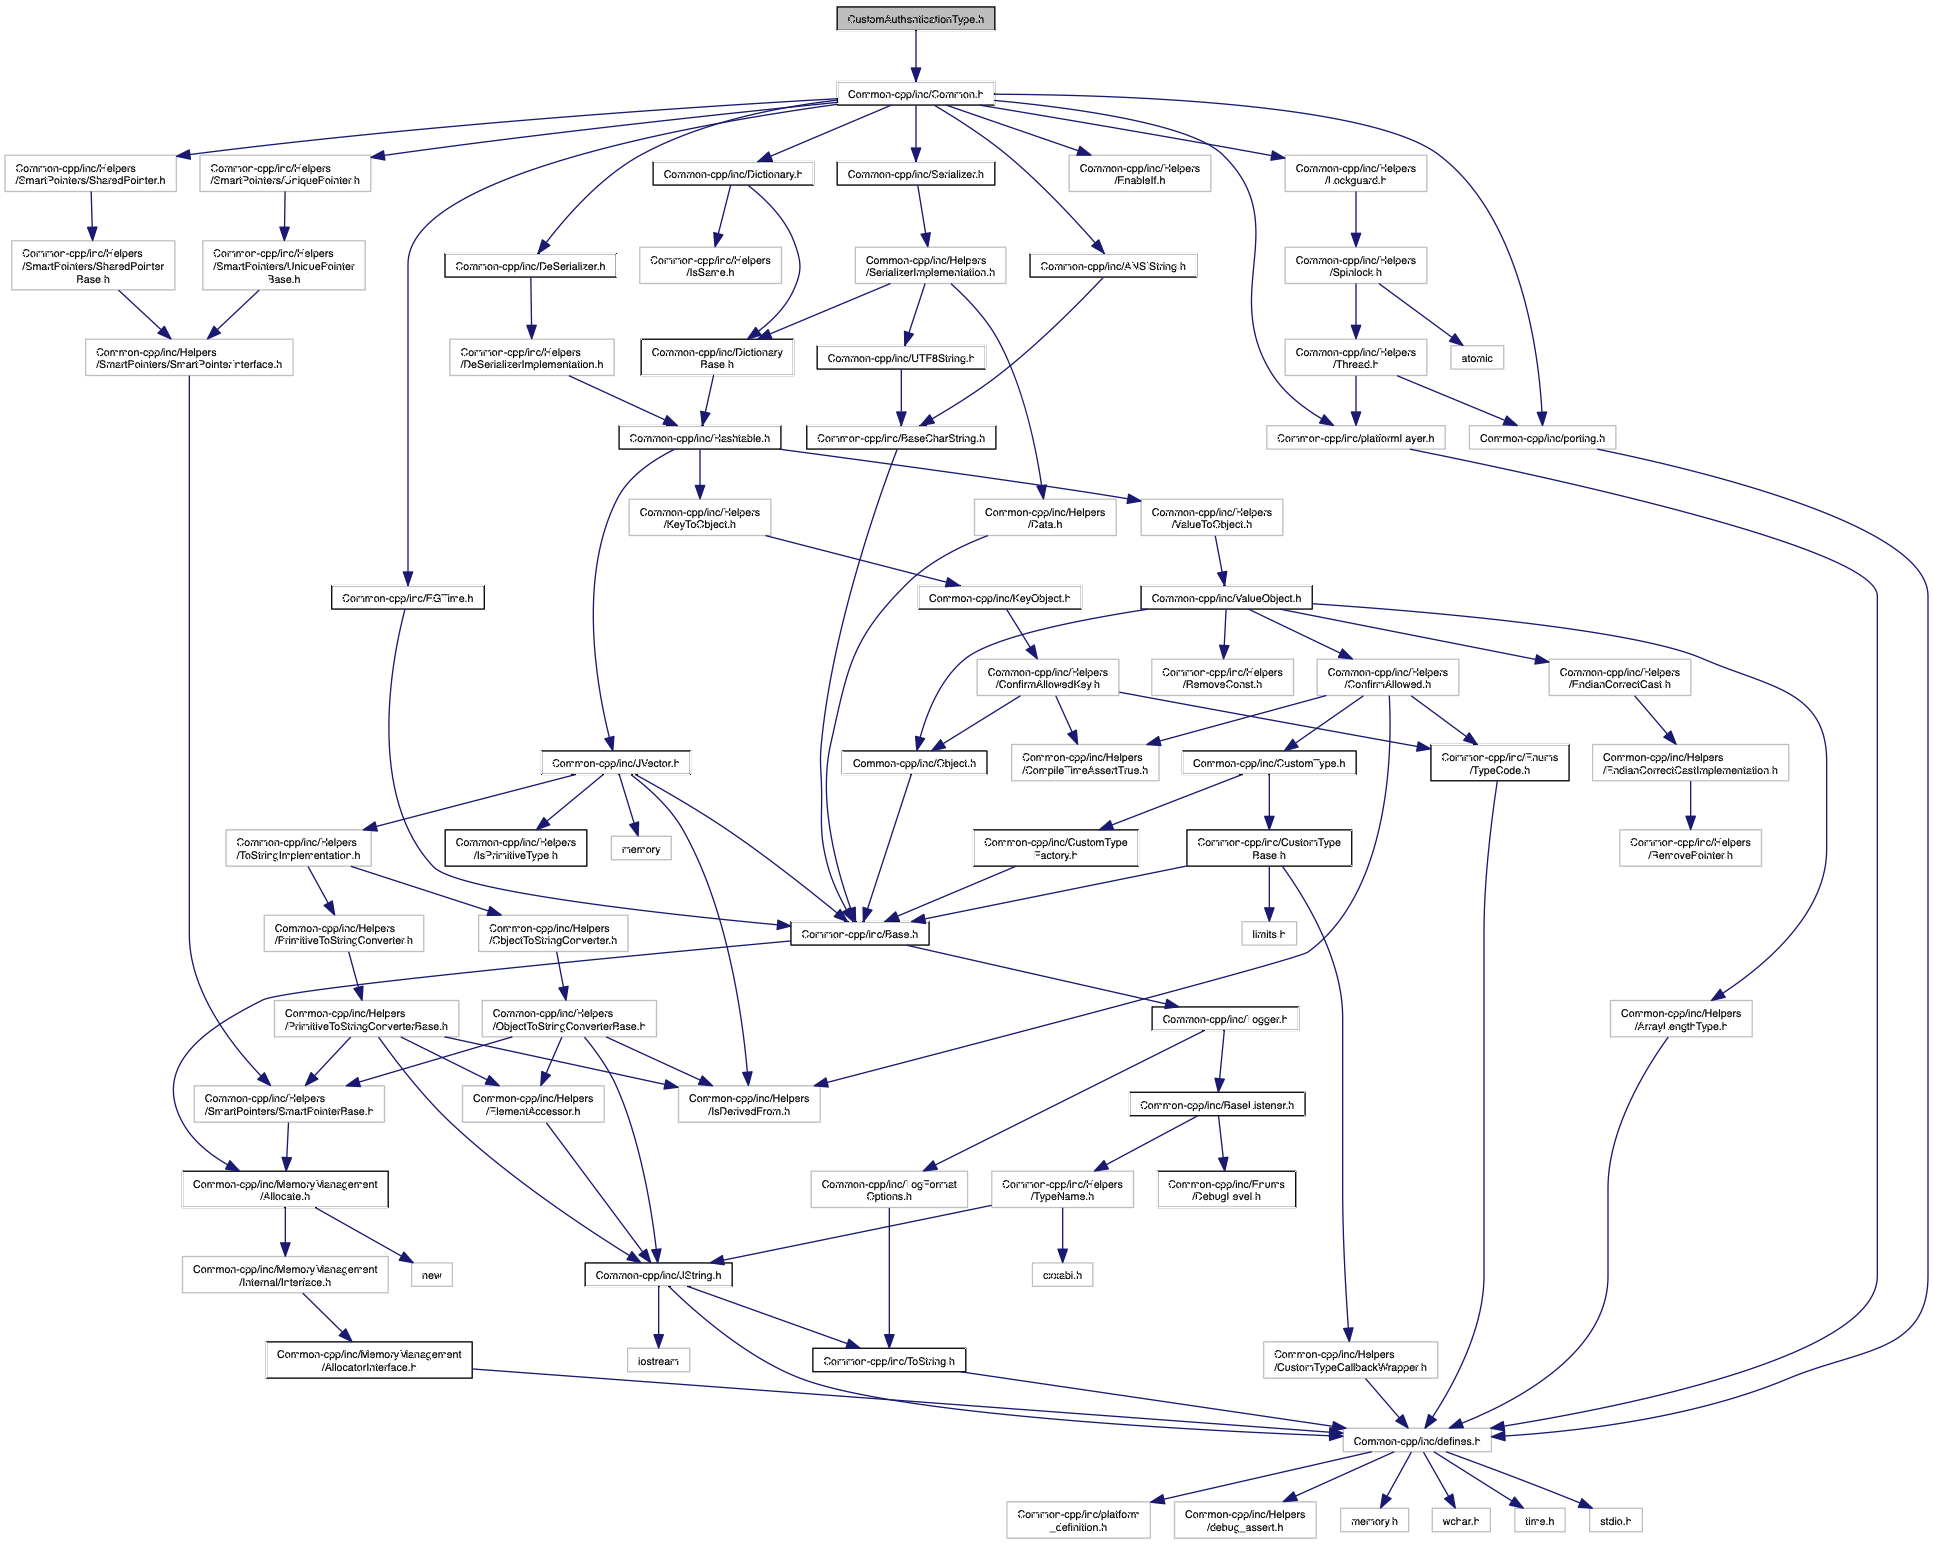 CustomAuthenticationType.h
Common-cpp/inc/Common.h
Common-cpp/inc/Helpers
/SmartPointers/SharedPointer.h
Common-cpp/inc/Helpers
/SmartPointers/UniquePointer.h
Common-cpp/inc/Dictionary.h
Common-cpp/inc/Serializer.h
Common-cpp/inc/Helpers
/EnableIf.h
Common-cpp/inc/Helpers
/Lockguard.h
Common-cpp/inc/Helpers
/SmartPointers/SharedPointer
Base.h
Common-cpp/inc/Helpers
/SmartPointers/UniquePointer
Base.h
Common-cpp/inc/DeSerializer.h
Common-cpp/inc/Helpers
/IsSame.h
Common-cpp/inc/Helpers
/SerializerImplementation.h
Common-cpp/inc/ANSIString.h
Common-cpp/inc/Helpers
/Spinlock.h
Common-cpp/inc/Helpers
/SmartPointers/SmartPointerInterface.h
Common-cpp/inc/Helpers
/DeSerializerImplementation.h
Common-cpp/inc/Dictionary
Base.h
Common-cpp/inc/UTF8String.h
Common-cpp/inc/Helpers
/Thread.h
atomic
Common-cpp/inc/Hashtable.h
Common-cpp/inc/BaseCharString.h
Common-cpp/inc/platformLayer.h
Common-cpp/inc/porting.h
Common-cpp/inc/Helpers
/KeyToObject.h
Common-cpp/inc/Helpers
/Data.h
Common-cpp/inc/Helpers
/ValueToObject.h
Common-cpp/inc/EGTime.h
Common-cpp/inc/KeyObject.h
Common-cpp/inc/ValueObject.h
Common-cpp/inc/Helpers
/ConfirmAllowedKey.h
Common-cpp/inc/Helpers
/RemoveConst.h
Common-cpp/inc/Helpers
/ConfirmAllowed.h
Common-cpp/inc/Helpers
/EndianCorrectCast.h
Common-cpp/inc/JVector.h
Common-cpp/inc/Object.h
Common-cpp/inc/Helpers
/CompileTimeAssertTrue.h
Common-cpp/inc/CustomType.h
Common-cpp/inc/Enums
/TypeCode.h
Common-cpp/inc/Helpers
/EndianCorrectCastImplementation.h
Common-cpp/inc/Helpers
/ToStringImplementation.h
Common-cpp/inc/Helpers
/IsPrimitiveType.h
memory
Common-cpp/inc/CustomType
Factory.h
Common-cpp/inc/CustomType
Base.h
Common-cpp/inc/Helpers
/RemovePointer.h
Common-cpp/inc/Helpers
/PrimitiveToStringConverter.h
Common-cpp/inc/Helpers
/ObjectToStringConverter.h
Common-cpp/inc/Base.h
limits.h
Common-cpp/inc/Helpers
/PrimitiveToStringConverterBase.h
Common-cpp/inc/Helpers
/ObjectToStringConverterBase.h
Common-cpp/inc/Logger.h
Common-cpp/inc/Helpers
/ArrayLengthType.h
Common-cpp/inc/Helpers
/SmartPointers/SmartPointerBase.h
Common-cpp/inc/Helpers
/ElementAccessor.h
Common-cpp/inc/Helpers
/IsDerivedFrom.h
Common-cpp/inc/BaseListener.h
Common-cpp/inc/MemoryManagement
/Allocate.h
Common-cpp/inc/LogFormat
Options.h
Common-cpp/inc/Helpers
/TypeName.h
Common-cpp/inc/Enums
/DebugLevel.h
Common-cpp/inc/MemoryManagement
/Internal/Interface.h
new
Common-cpp/inc/JString.h
cxxabi.h
Common-cpp/inc/MemoryManagement
/AllocatorInterface.h
iostream
Common-cpp/inc/ToString.h
Common-cpp/inc/Helpers
/CustomTypeCallbackWrapper.h
Common-cpp/inc/defines.h
Common-cpp/inc/platform
_definition.h
Common-cpp/inc/Helpers
/debug_assert.h
memory.h
wchar.h
time.h
stdio.h